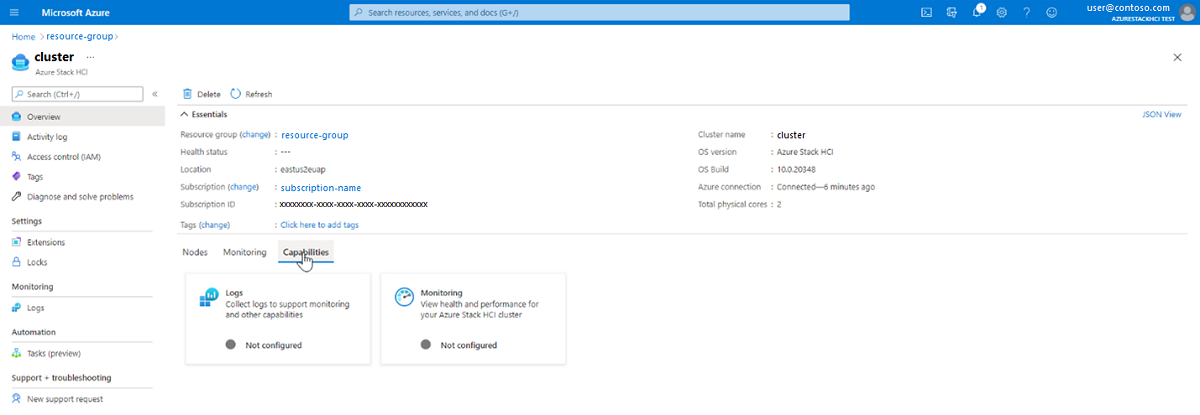 Microsoft Azure
Search resources, services, and docs (G+/)
1
user@contoso.com
AZURESTACKHCI TEST
Home > resource-group >
cluster ...
Azure Stack HCI
Search (Ctrl+/) «
Overview
Activity log
Access control (IAM)
Tags
Diagnose and solve problems
Settings
Extensions
Locks
Monitoring
Logs
Automation
Tasks (preview)
Support + troubleshooting
New support request
Delete Refresh
Essentials
JSON View
Resource group (change) : resource-group
Health status : ---
Location : eastus2euap
Subscription (change) : subscription-name
Subscription ID : xxxxxxxx-xxxx-xxxx-xxxx-xxxxxxxxxxxx
Tags (change) : Click here to add tags
Cluster name : cluster
OS version : Azure Stack HCI
OS Build : 10.0.20348
Azure connection : Connected—6 minutes ago
Total physical cores : 2
Nodes Monitoring Capabilities
Logs
Collect logs to support monitoring
and other capabilities
Not configured
Monitoring
View health and performance for
your Azure Stack HCI cluster
Not configured